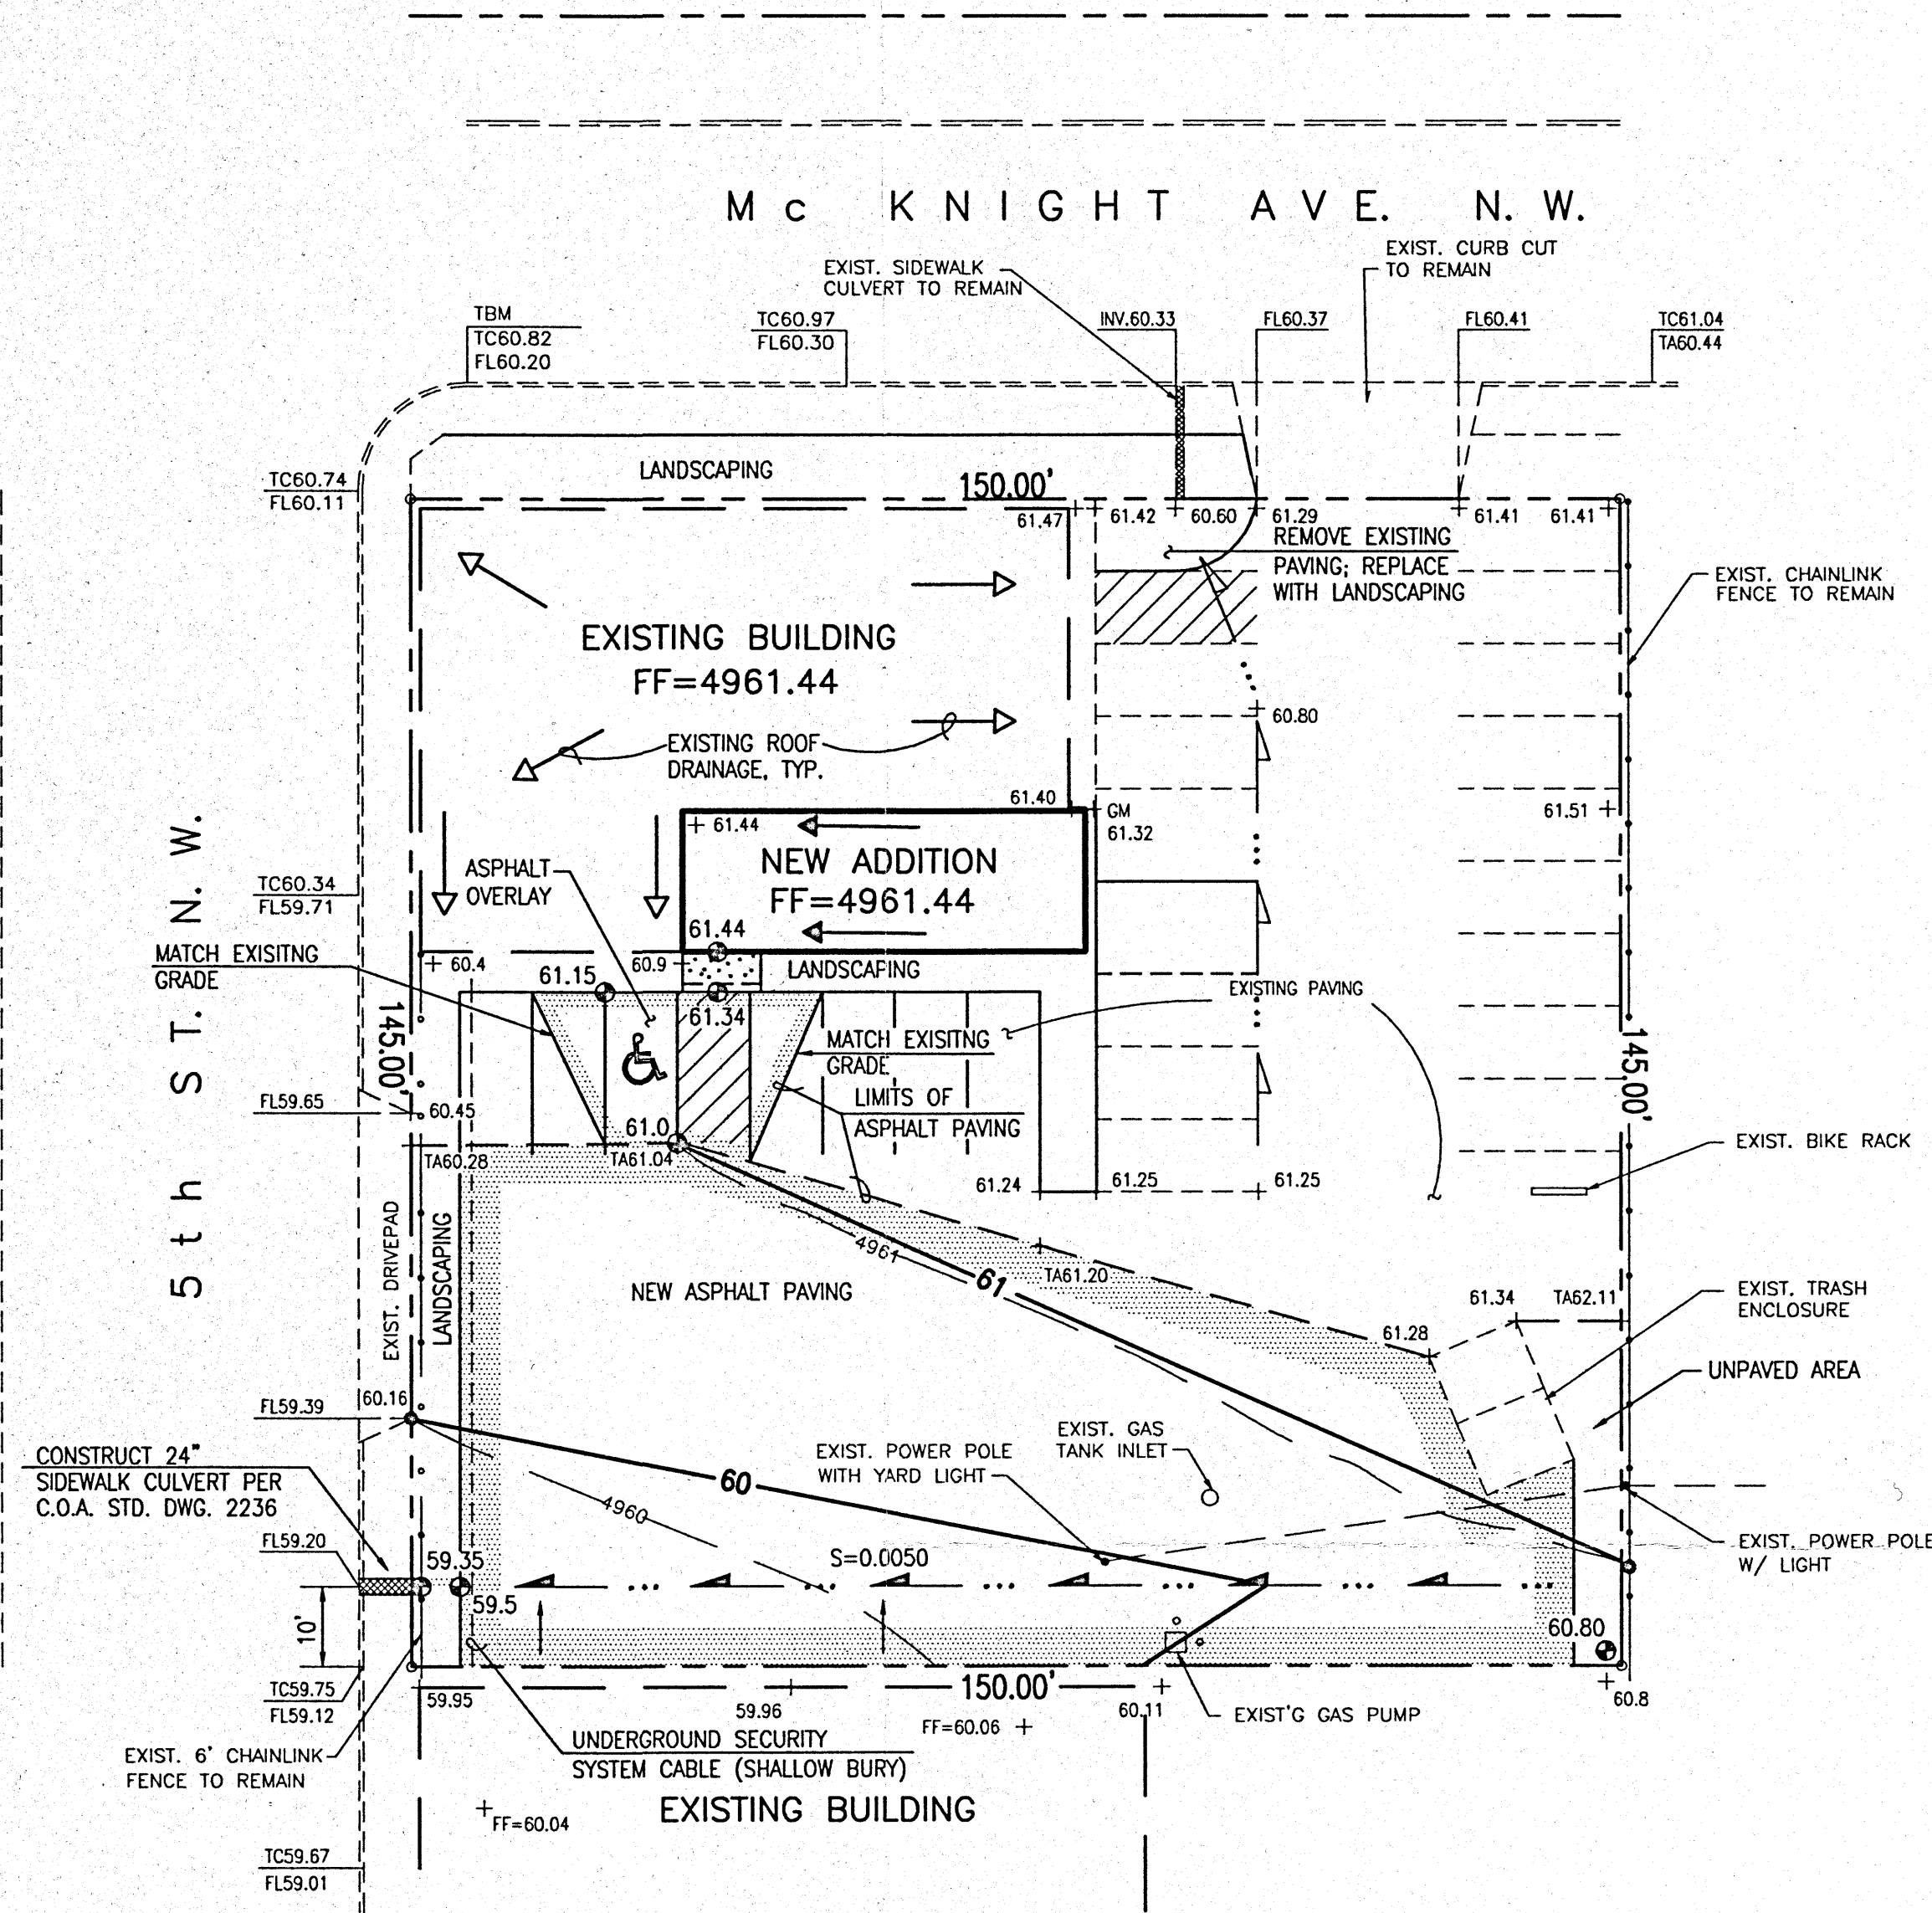 Mc KNIGHT AVE. N.W.
EXIST. CURB CUT
TO REMAIN
EXIST. SIDEWALK
CULVERT TO REMAIN
TBM
TC60.82
FL60.20
TC60.97
FL60.30
INV.60.33
FL60.37
FL60.41
TC61.04
TA60.44
LANDSCAPING
150.00'
TC60.74
FL60.11
61.47
61.42
60.60
61.29
61.41
61.41
REMOVE EXISTING
PAVING; REPLACE
WITH LANDSCAPING
EXIST. CHAINLINK
FENCE TO REMAIN
EXISTING BUILDING
FF=4961.44
60.80
EXISTING ROOF
DRAINAGE, TYP.
61.40
GM
61.32
61.51
61.44
NEW ADDITION
FF=4961.44
ASPHALT
OVERLAY
5th ST. N.W.
TC60.34
FL59.71
61.44
MATCH EXISITNG
GRADE
60.4
61.15
60.9
LANDSCAPING
EXISTING PAVING
61.34
145.00'
MATCH EXISITNG
GRADE
145.00'
LIMITS OF
ASPHALT PAVING
FL59.65
60.45
61.0
TA60.28
TA61.04
EXIST. BIKE RACK
61.24
61.25
61.25
EXIST. DRIVEPAD
LANDSCAPING
4961
61
TA61.20
NEW ASPHALT PAVING
61.34
TA62.11
EXIST. TRASH
ENCLOSURE
61.28
UNPAVED AREA
FL59.39
60.16
CONSTRUCT 24"
SIDEWALK CULVERT PER
C.O.A. STD. DWG. 2236
EXIST. POWER POLE
WITH YARD LIGHT
EXIST. GAS
TANK INLET
60
4960
FL59.20
59.35
59.5
S=0.0050
EXIST. POWER POLE
W/ LIGHT
10'
60.80
TC59.75
FL59.12
59.95
59.96
150.00'
60.11
60.8
FF=60.06
EXIST'G GAS PUMP
EXIST. 6' CHAINLINK
FENCE TO REMAIN
UNDERGROUND SECURITY
SYSTEM CABLE (SHALLOW BURY)
FF=60.04
EXISTING BUILDING
TC59.67
FL59.01